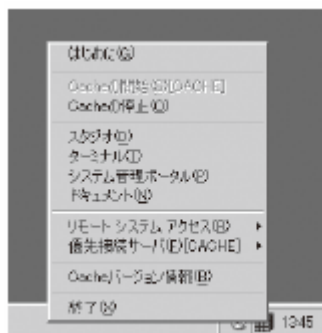 はじめに(G)
Cacheの開始(S)[CACHE]
Cacheの停止(O)
スタジオ(D)
ターミナル(T)
システム管理ポータル(P)
ドキュメント(N)
リモート システム アクセス(R)
優先接続サーバ(E)[CACHE]
Cacheバージョン情報(B)
終了(X)
19:45